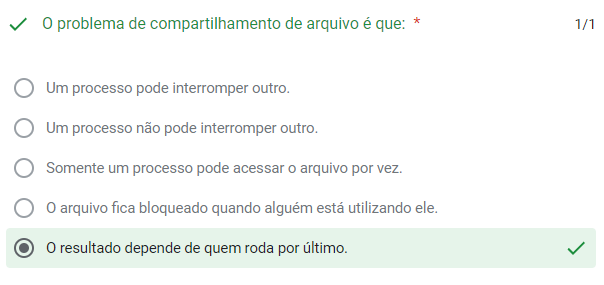 O problema de compartilhamento de arquivo é que: *
1/1
Um processo pode interromper outro.
Um processo não pode interromper outro.
Somente um processo pode acessar o arquivo por vez.
O arquivo fica bloqueado quando alguém está utilizando ele.
O resultado depende de quem roda por último.